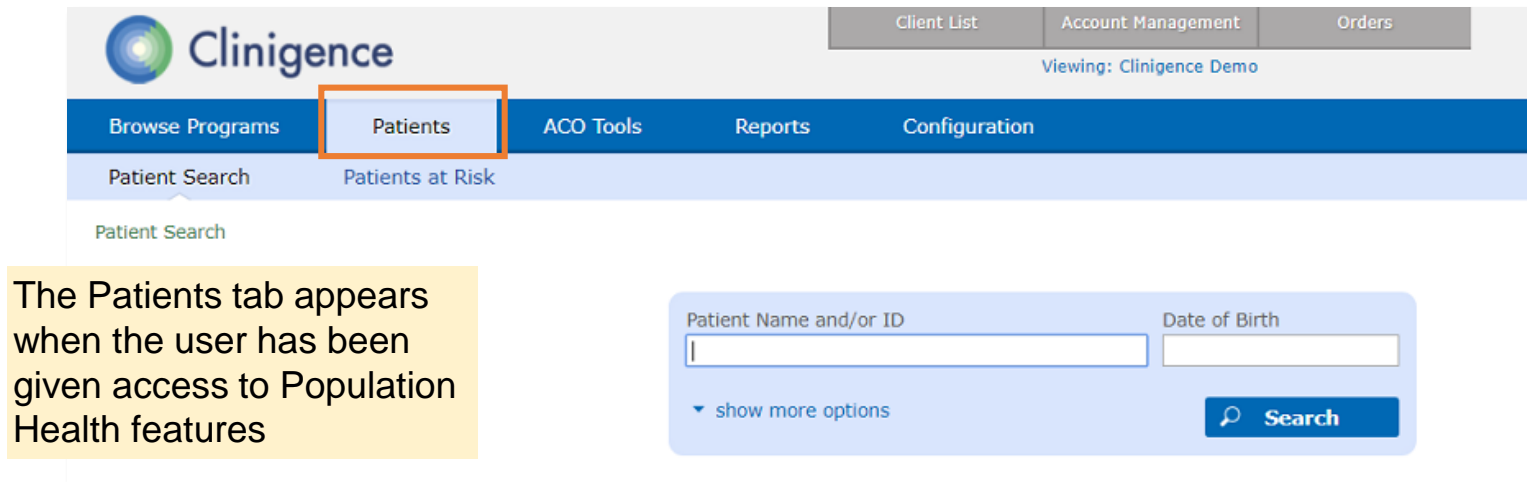 Clinigence
Client List Account Management Orders
Viewing: Clinigence Demo
Browse Programs Patients ACO Tools Reports Configuration
Patient Search Patients at Risk
Patient Search
The Patients tab appears
when the user has been
given access to Population
Health features
Patient Name and/or ID Date of Birth
show more options Search